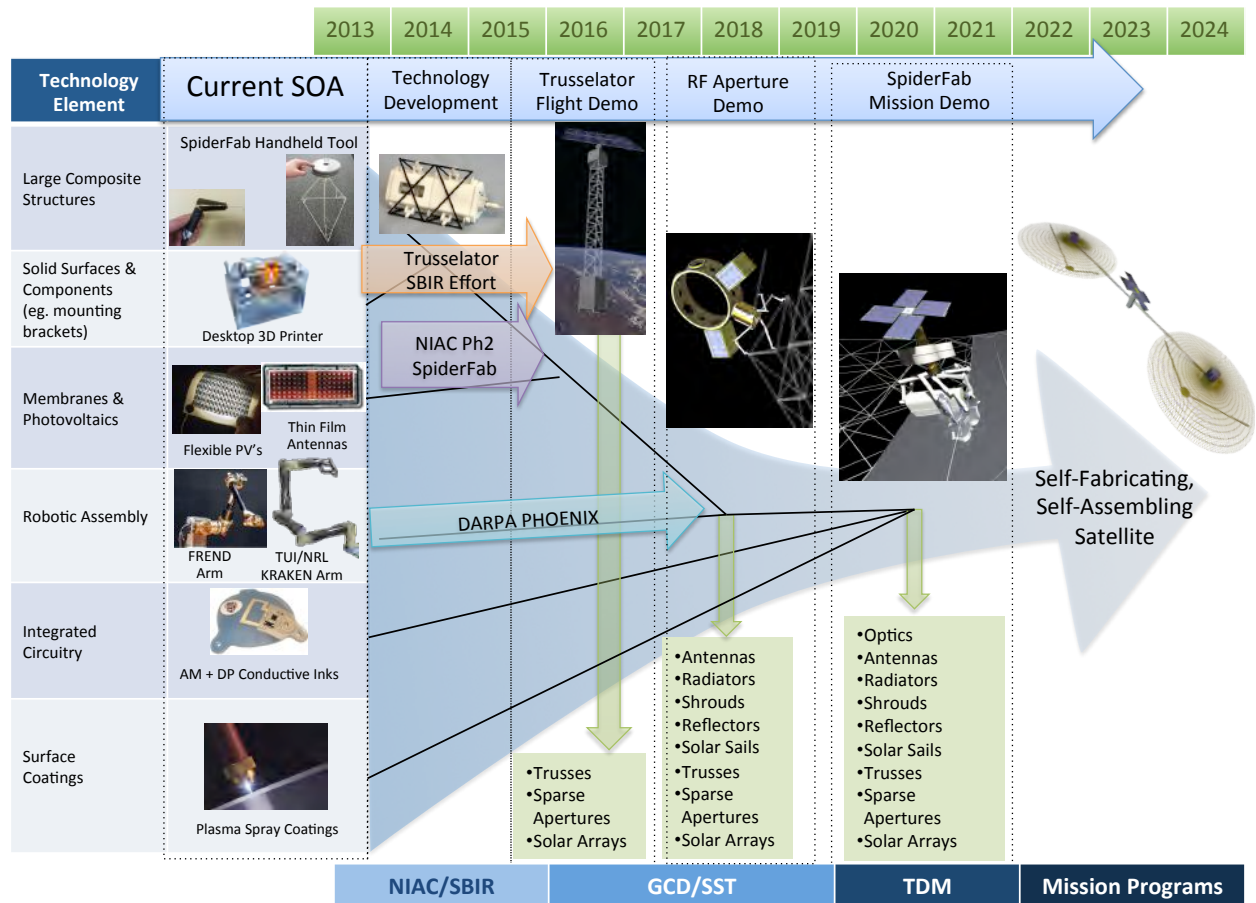 2013 2014 2015 2016 2017 2018 2019 2020 2021 2022 2023 2024
Technology
Element
Current SOA
Technology
Development
Trusselator
Flight Demo
RF Aperture
Demo
SpiderFab
Mission Demo
Large Composite
Structures
SpiderFab Handheld Tool
Solid Surfaces &
Components
(eg. mounting
brackets)
Desktop 3D Printer
Trusselator
SBIR Effort
NIAC Ph2
SpiderFab
Membranes &
Photovoltaics
Flexible PV's
Thin Film
Antennas
Robotic Assembly
FREND
Arm
TUI/NRL
KRAKEN Arm
DARPA PHOENIX
Self-Fabricating,
Self-Assembling
Satellite
Integrated
Circuitry
AM + DP Conductive Inks
Surface
Coatings
Plasma Spray Coatings
•Trusses
•Sparse
Apertures
•Solar Arrays
•Antennas
•Radiators
•Shrouds
•Reflectors
•Solar Sails
•Trusses
•Sparse
Apertures
•Solar Arrays
•Optics
•Antennas
•Radiators
•Shrouds
•Reflectors
•Solar Sails
•Trusses
•Sparse
Apertures
•Solar Arrays
NIAC/SBIR
GCD/SST
TDM
Mission Programs